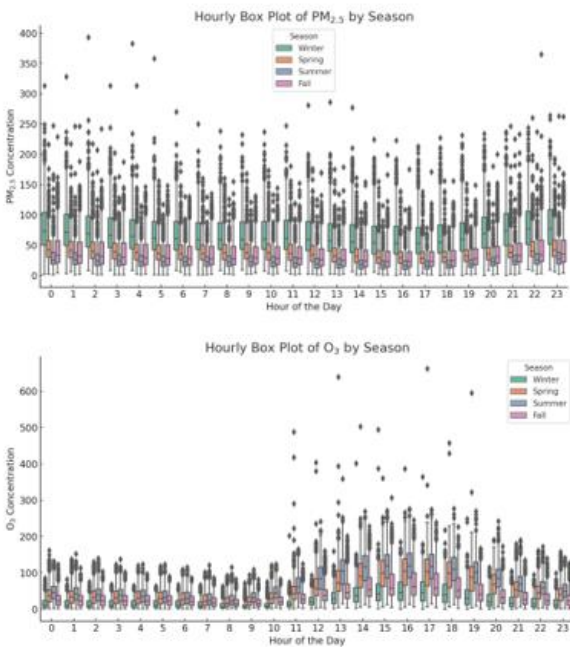 Hourly Box Plot of PM₂.₅ by Season
PM₂.₅ Concentration
400
350
300
250
200
150
100
50
0
Season
Winter
Spring
Summer
Fall
0 1 2 3 4 5 6 7 8 9 10 11 12 13 14 15 16 17 18 19 20 21 22 23
Hour of the Day
Hourly Box Plot of O₃ by Season
O₃ Concentration
600
500
400
300
200
100
0
Season
Winter
Spring
Summer
Fall
0 1 2 3 4 5 6 7 8 9 10 11 12 13 14 15 16 17 18 19 20 21 22 23
Hour of the Day